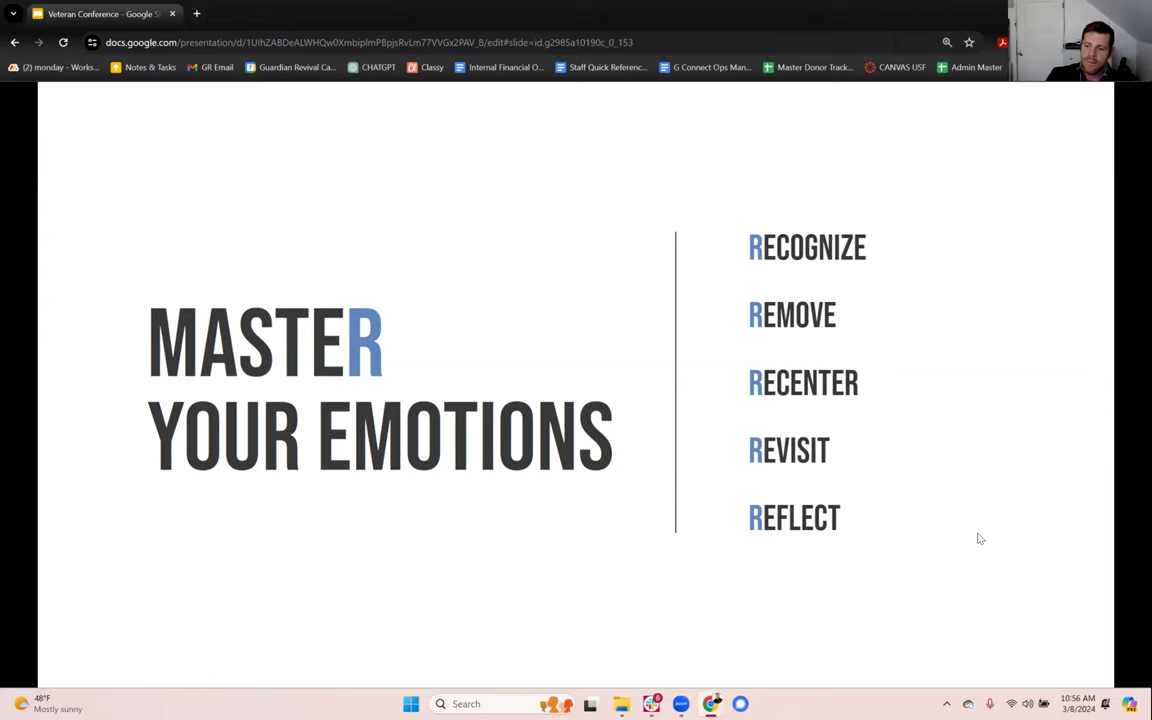 Veteran Conference - Google S
docs.google.com/presentation/d/1UIhZABDeALWHQw0XmbiplmPBpjsRvLm77VVGx2PAV_8/edit#slide=id.g2985a10190c_0_153
(2) monday - Works...
Notes & Tasks
GR Email
Guardian Revival Ca...
CHATGPT
Classy
Internal Financial O...
Staff Quick Referenc...
G Connect Ops Man...
Master Donor Track...
CANVAS USF
Admin Master
MASTER
YOUR EMOTIONS
RECOGNIZE
REMOVE
RECENTER
REVISIT
REFLECT
48°F
Mostly sunny
Search
10:56 AM
3/8/2024